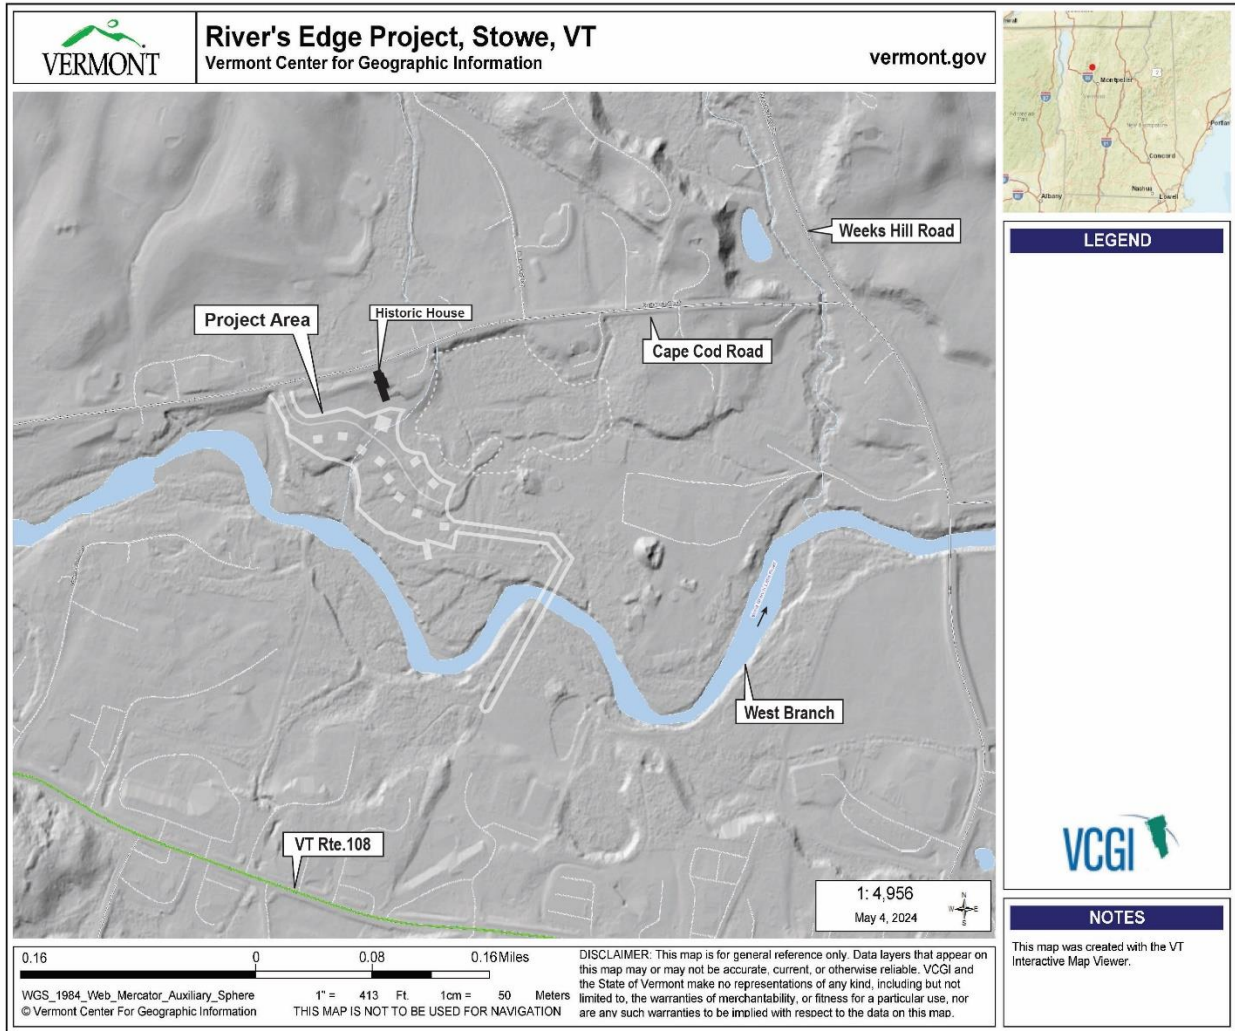 VERMONT
River's Edge Project, Stowe, VT
Vermont Center for Geographic Information
vermont.gov
Montpelier
Portlan
Concord
Nashua
Lowell
Albany
LEGEND
Weeks Hill Road
Project Area
Historic House
Cape Cod Road
West Branch
VT Rte.108
VCGI
1: 4,956
May 4, 2024
N
W
E
S
NOTES
This map was created with the VT
Interactive Map Viewer.
0.16
0
0.08
0.16 Miles
WGS_1984_Web_Mercator_Auxiliary_Sphere
© Vermont Center For Geographic Information
1" = 413 Ft. 1cm = 50 Meters
THIS MAP IS NOT TO BE USED FOR NAVIGATION
DISCLAIMER: This map is for general reference only. Data layers that appear on
this map may or may not be accurate, current, or otherwise reliable. VCGI and
the State of Vermont make no representations of any kind, including but not
limited to, the warranties of merchantability, or fitness for a particular use, nor
are any such warranties to be implied with respect to the data on this map.